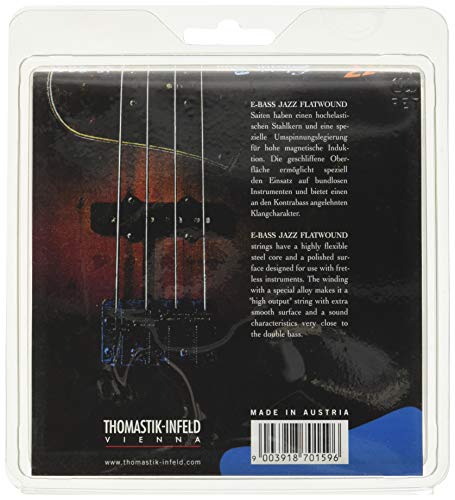 E-BASS JAZZ FLATWOUND
Saiten haben einen hochelasti-
schen Stahlkern und eine spe-
zielle Umspinnungslegierung
für hohe magnetische Induk-
tion. Die geschliffene Ober-
fläche ermöglicht speziell
den Einsatz auf bundlosen
Instrumenten und bietet einen
an den Kontrabass angelehnten
Klangcharakter.
E-BASS JAZZ FLATWOUND
strings have a highly flexible
steel core and a polished sur-
face designed for use with fret-
less instruments. The winding
with a special alloy makes it a
"high output" string with extra
smooth surface and a sound
characteristics very close to
the double bass.
THOMASTIK-INFELD
VIENNA
www.thomastik-infeld.com
MADE IN AUSTRIA
9 003918 701596